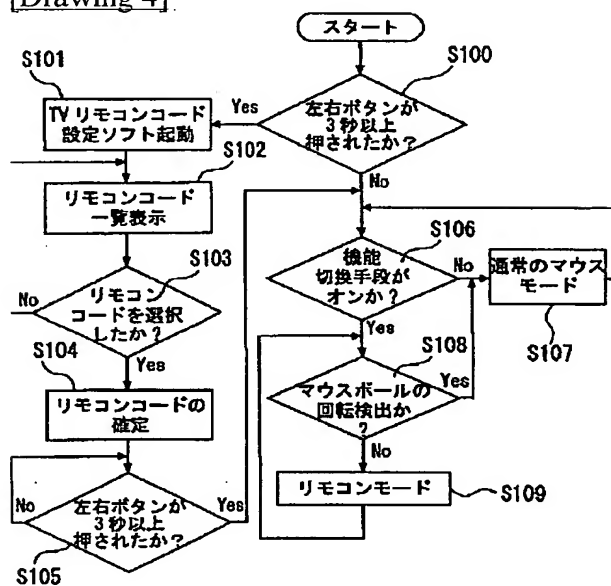 [Drawing 4]
スタート
S100
左右ボタンが
3秒以上
押されたか?
Yes
No
S101
TVリモコンコード
設定ソフト起動
S102
リモコンコード
一覧表示
S103
リモコン
コードを選択
したか?
No
Yes
S104
リモコンコードの
確定
左右ボタンが
3秒以上
押されたか?
No
Yes
S105
S106
機能
切換手段が
オンか?
No
Yes
通常のマウス
モード
S107
S108
マウスボールの
回転検出か
?
Yes
No
リモコンモード
S109